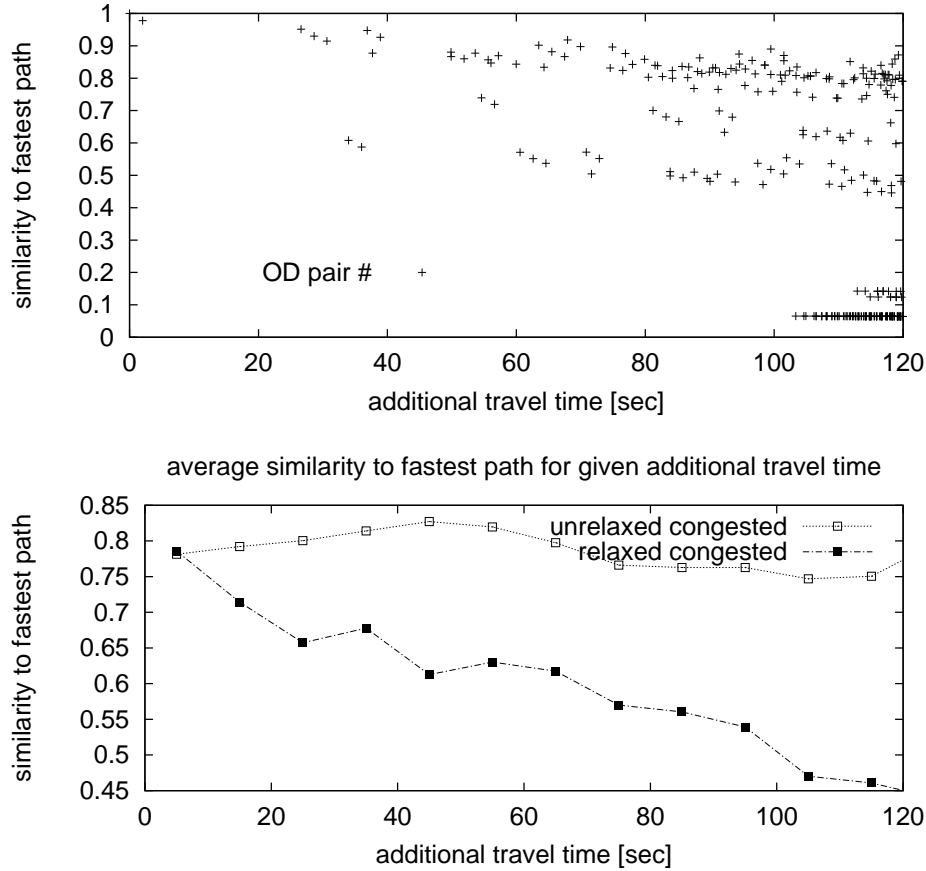 1
0.9
0.8
0.7
0.6
0.5
0.4
0.3
0.2
0.1
0
similarity to fastest path
OD pair #
0 20 40 60 80 100 120
additional travel time [sec]
average similarity to fastest path for given additional travel time
0.85
0.8
0.75
0.7
0.65
0.6
0.55
0.5
0.45
similarity to fastest path
unrelaxed congested
relaxed congested
0 20 40 60 80 100 120
additional travel time [sec]